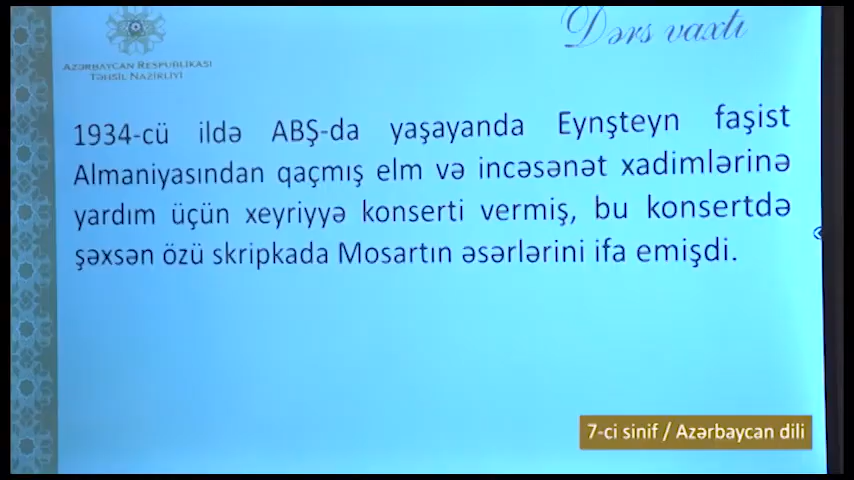 Dərs vaxtı
AZƏRBAYCAN RESPUBLİKASI
TƏHSİL NAZİRLİYİ
1934-cü ildə ABŞ-da yaşayanda Eynşteyn faşist
Almaniyasından qaçmış elm və incəsənət xadimlərinə
yardım üçün xeyriyyə konserti vermiş, bu konsertdə
şəxsən özü skripkada Mosartın əsərlərini ifa emişdi.
7-ci sinif / Azərbaycan dili